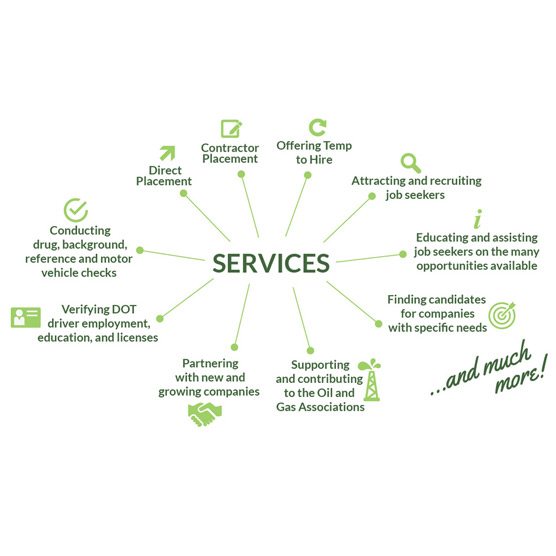 Contractor
Placement
Offering Temp
to Hire
Direct
Placement
Attracting and recruiting
job seekers
Conducting
drug, background,
reference and motor
vehicle checks
SERVICES
Educating and assisting
job seekers on the many
opportunities available
Verifying DOT
driver employment,
education, and licenses
Finding candidates
for companies
with specific needs
Partnering
with new and
growing companies
Supporting
and contributing
to the Oil and
Gas Associations
...and much
more!